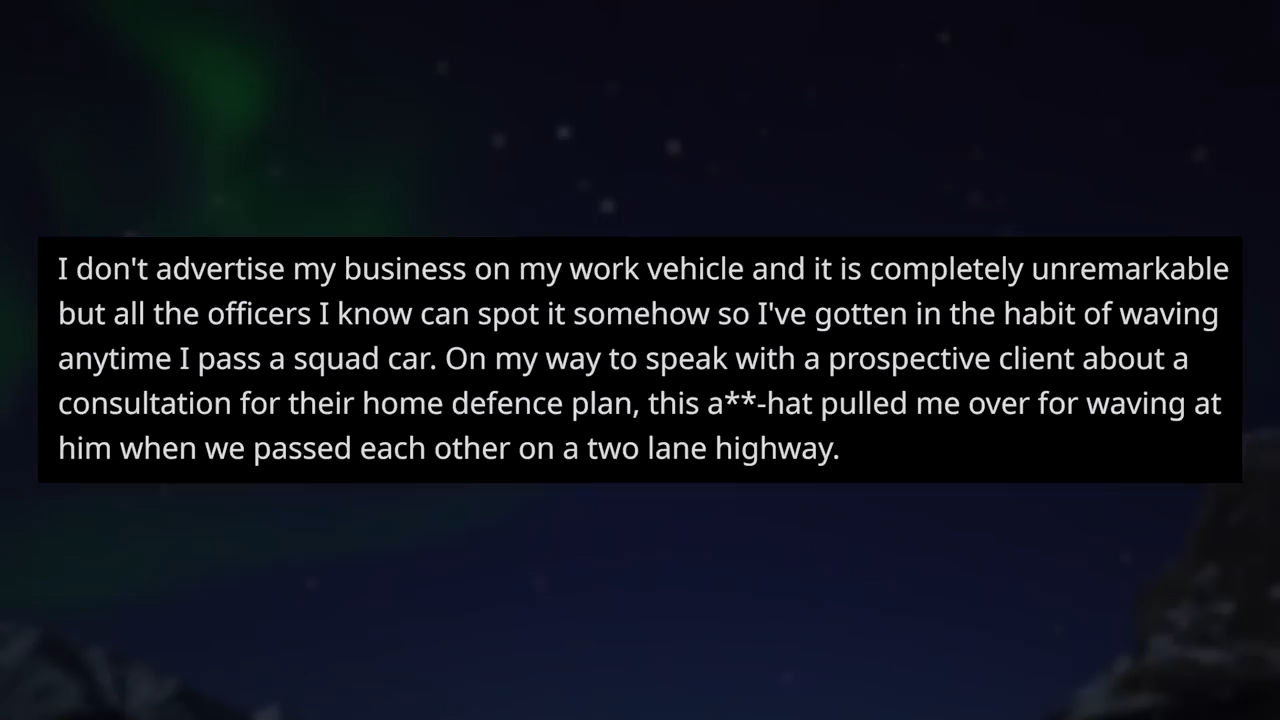 I don't advertise my business on my work vehicle and it is completely unremarkable
but all the officers I know can spot it somehow so I've gotten in the habit of waving
anytime I pass a squad car. On my way to speak with a prospective client about a
consultation for their home defence plan, this a**-hat pulled me over for waving at
him when we passed each other on a two lane highway.